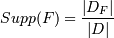 Supp(F) = |D_F| / |D|